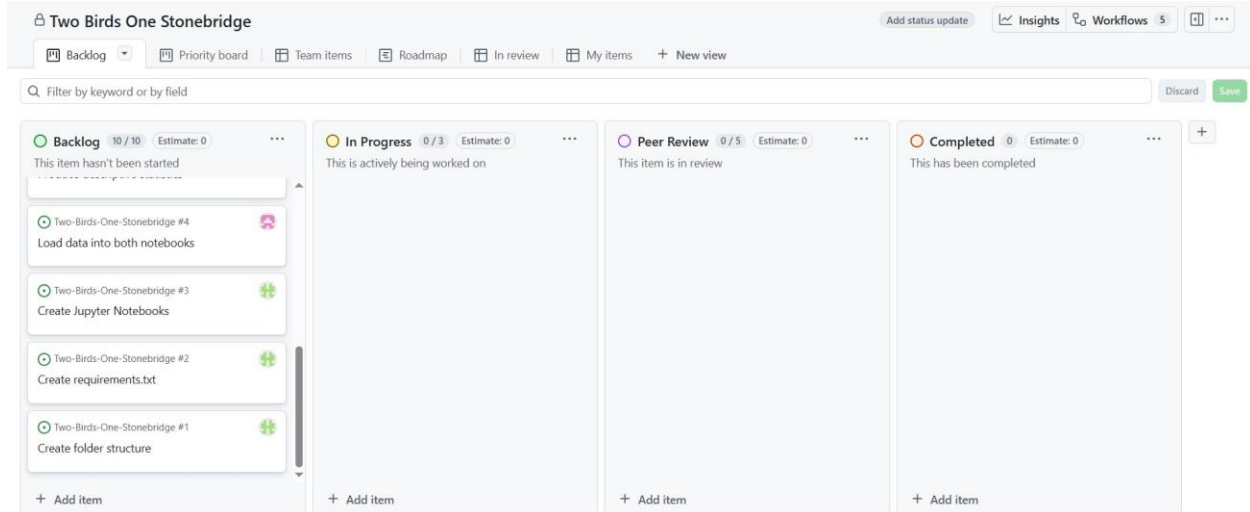 Two Birds One Stonebridge
Add status update
Insights
Workflows 5
Backlog
Priority board
Team items
Roadmap
In review
My items
+ New view
Filter by keyword or by field
Discard
Save
Backlog 10 / 10 Estimate: 0 ...
This item hasn't been started
Two-Birds-One-Stonebridge #4
Load data into both notebooks
Two-Birds-One-Stonebridge #3
Create Jupyter Notebooks
Two-Birds-One-Stonebridge #2
Create requirements.txt
Two-Birds-One-Stonebridge #1
Create folder structure
+ Add item
In Progress 0 / 3 Estimate: 0 ...
This is actively being worked on
+ Add item
Peer Review 0 / 5 Estimate: 0 ...
This item is in review
+ Add item
Completed 0 Estimate: 0 ...
This has been completed
+ Add item